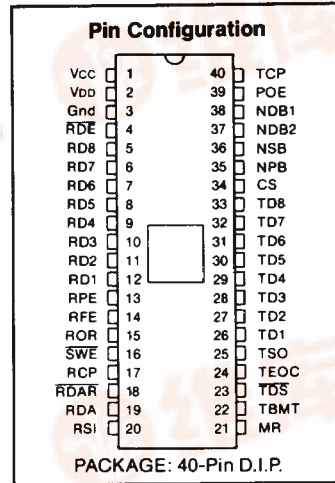 Pin Configuration
Vcc 1 40 TCP
VDD 2 39 POE
Gnd 3 38 NDB1
RDE 4 37 NDB2
RD8 5 36 NSB
RD7 6 35 NPB
RD6 7 34 CS
RD5 8 33 TD8
RD4 9 32 TD7
RD3 10 31 TD6
RD2 11 30 TD5
RD1 12 29 TD4
RPE 13 28 TD3
RFE 14 27 TD2
ROR 15 26 TD1
SWE 16 25 TSO
RCP 17 24 TEOC
RDAR 18 23 TDS
RDA 19 22 TBMT
RSI 20 21 MR
PACKAGE: 40-Pin D.I.P.